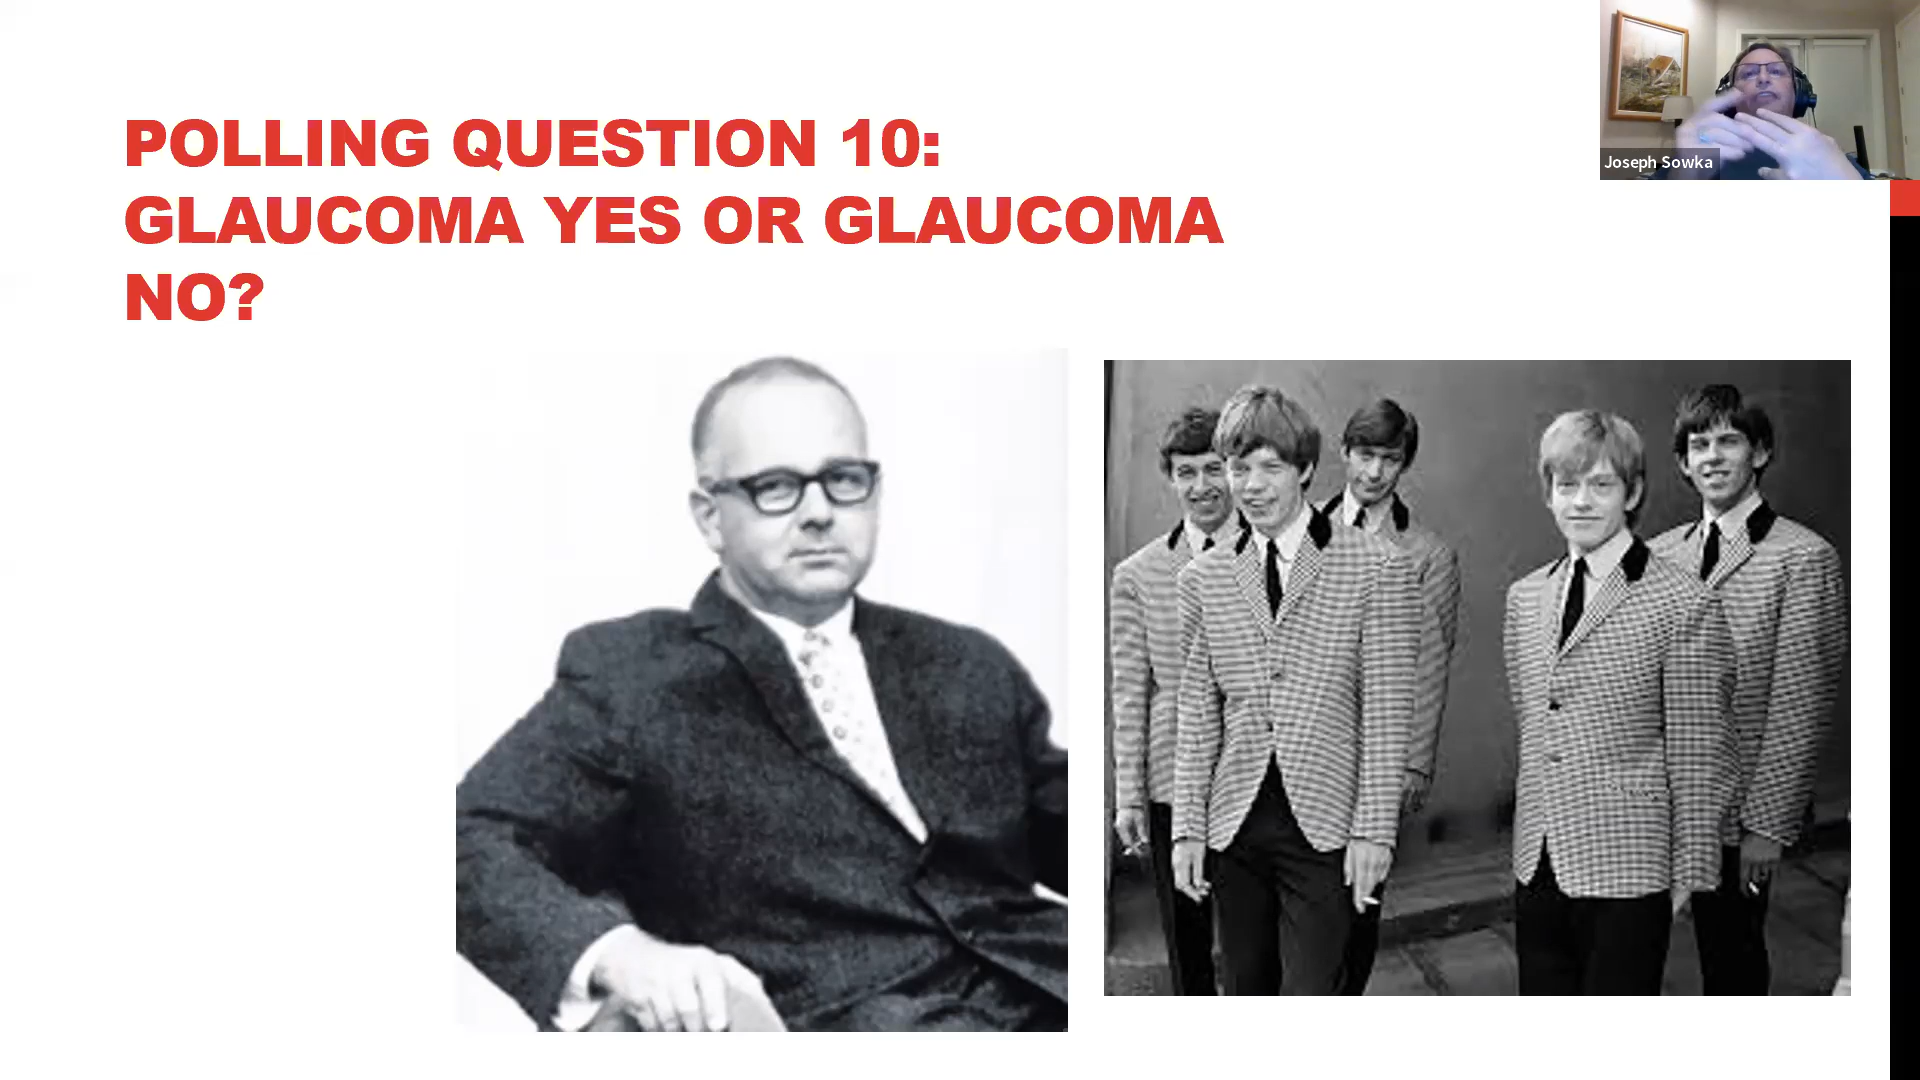 POLLING QUESTION 10:
GLAUCOMA YES OR GLAUCOMA
NO?
Joseph Sowka